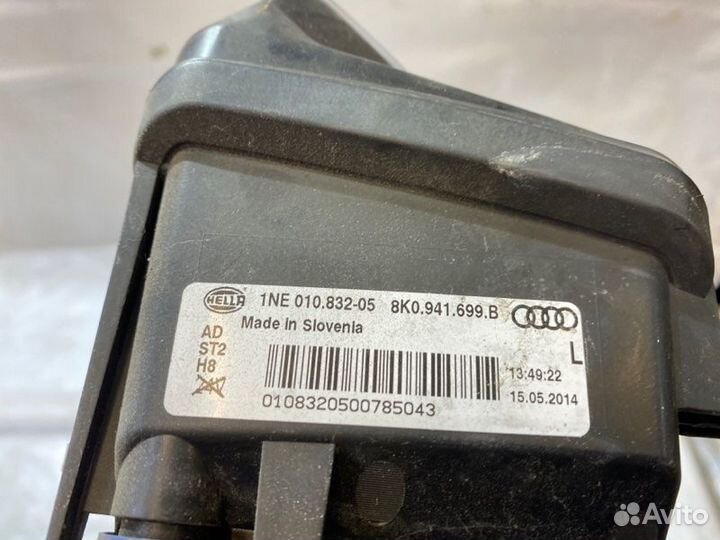 HELLA 1NE 010.832-05 8K0.941.699.B
Made in Slovenia
AD
ST2
H8
L
13:49:22
15.05.2014
0108320500785043
Avito